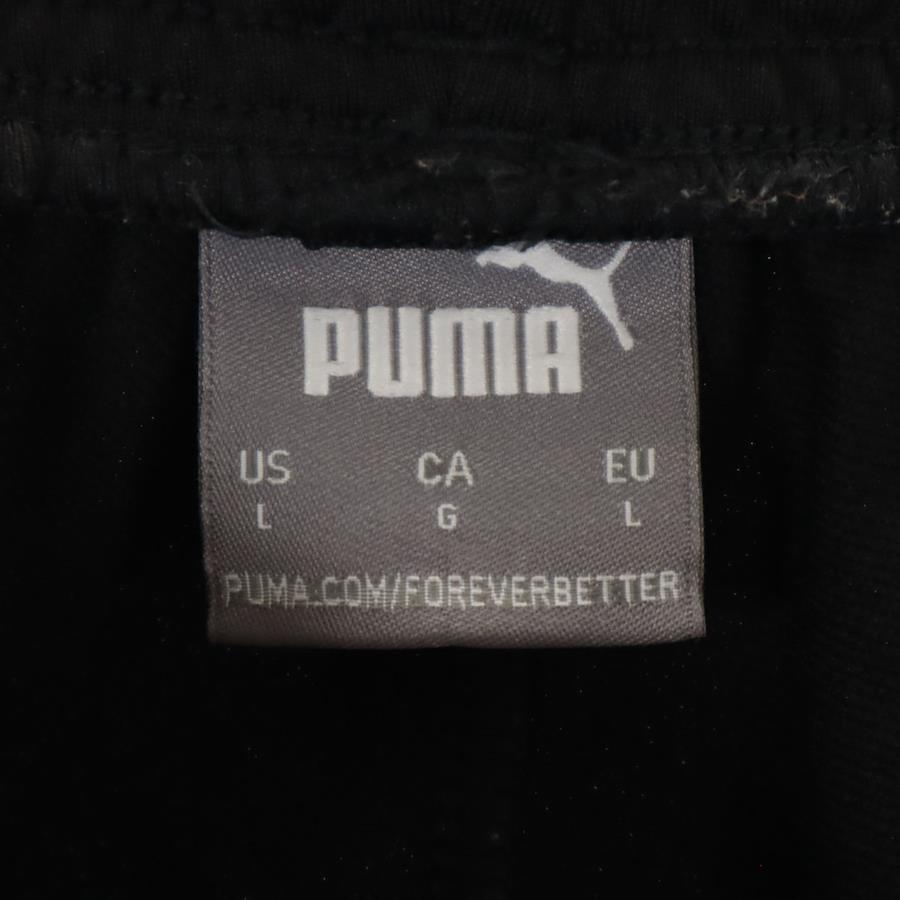 PUMA
US CA EU
L G L
PUMA.COM/FOREVERBETTER